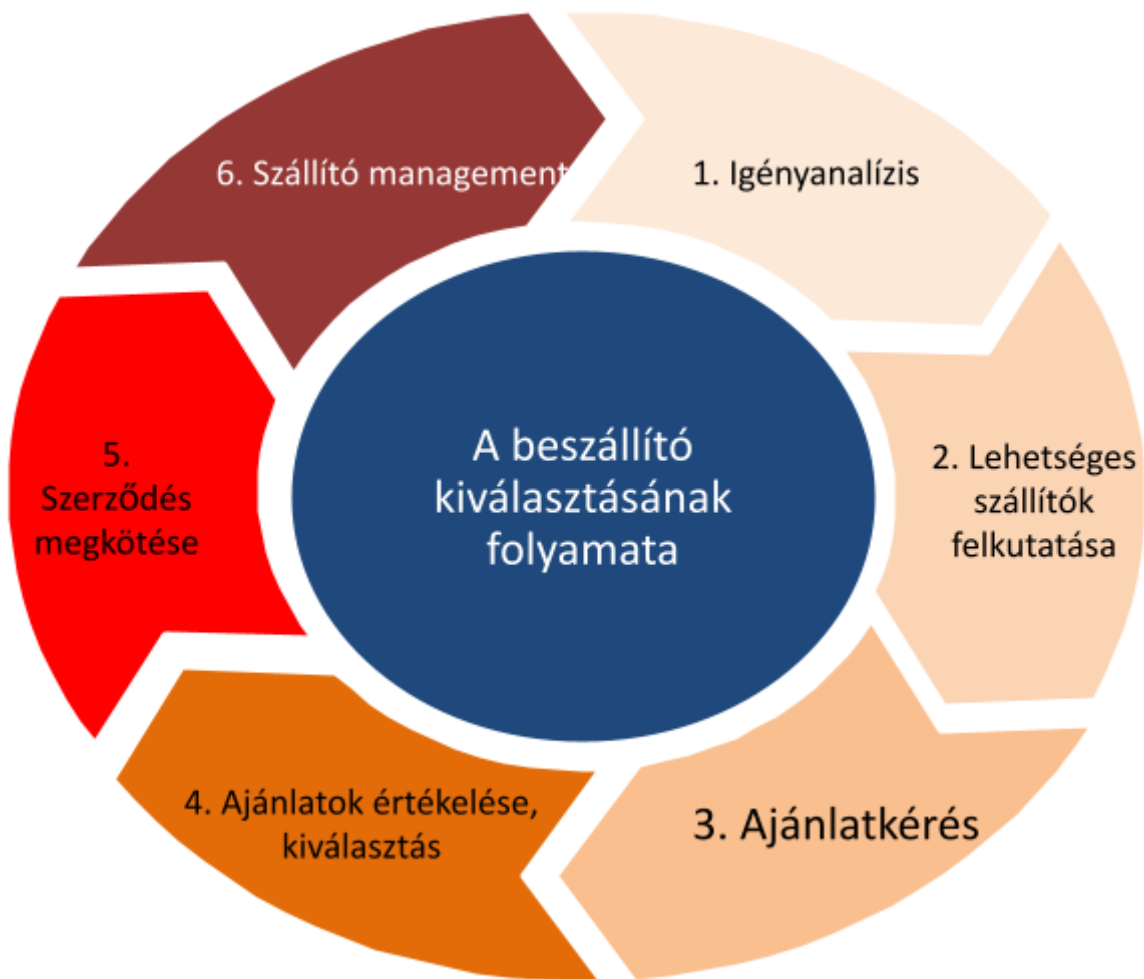 A beszállító
kiválasztásának
folyamata
1. Igényanalízis
2. Lehetséges
szállítók
felkutatása
3. Ajánlatkérés
4. Ajánlatok értékelése,
kiválasztás
5.
Szerződés
megkötése
6. Szállító management